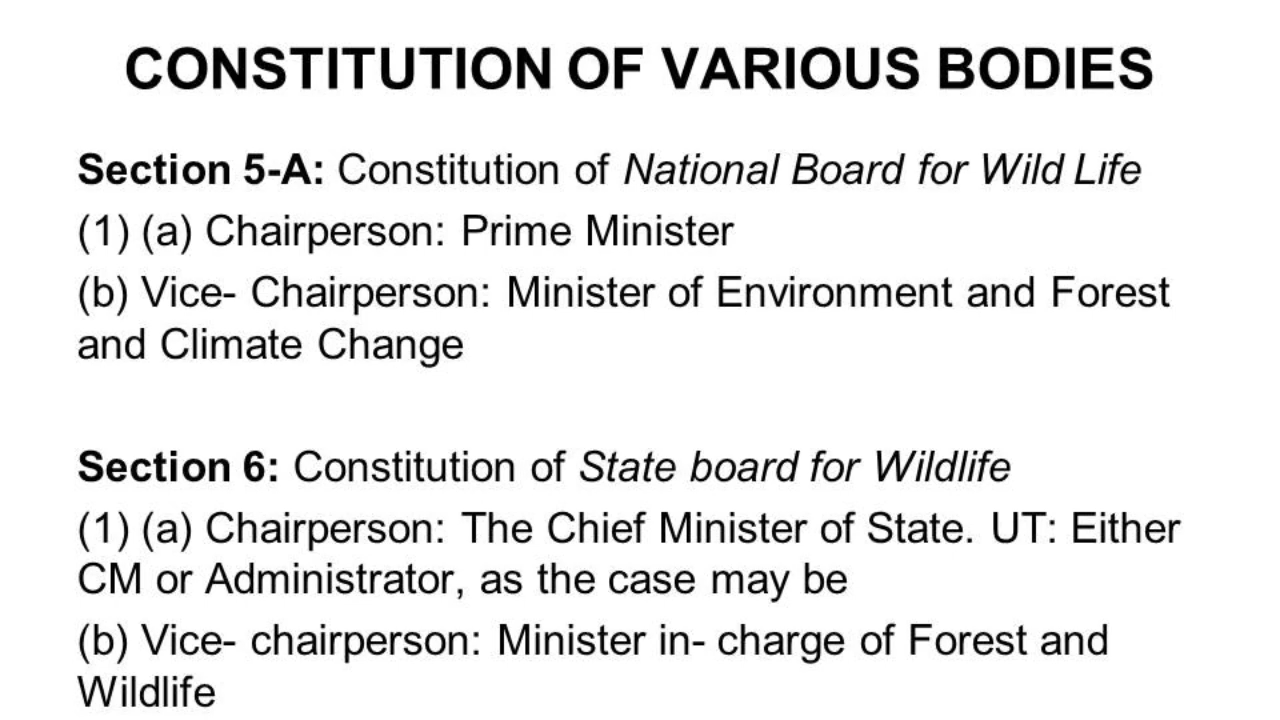 CONSTITUTION OF VARIOUS BODIES
Section 5-A: Constitution of National Board for Wild Life
(1) (a) Chairperson: Prime Minister
(b) Vice- Chairperson: Minister of Environment and Forest
and Climate Change
Section 6: Constitution of State board for Wildlife
(1) (a) Chairperson: The Chief Minister of State. UT: Either
CM or Administrator, as the case may be
(b) Vice- chairperson: Minister in- charge of Forest and
Wildlife